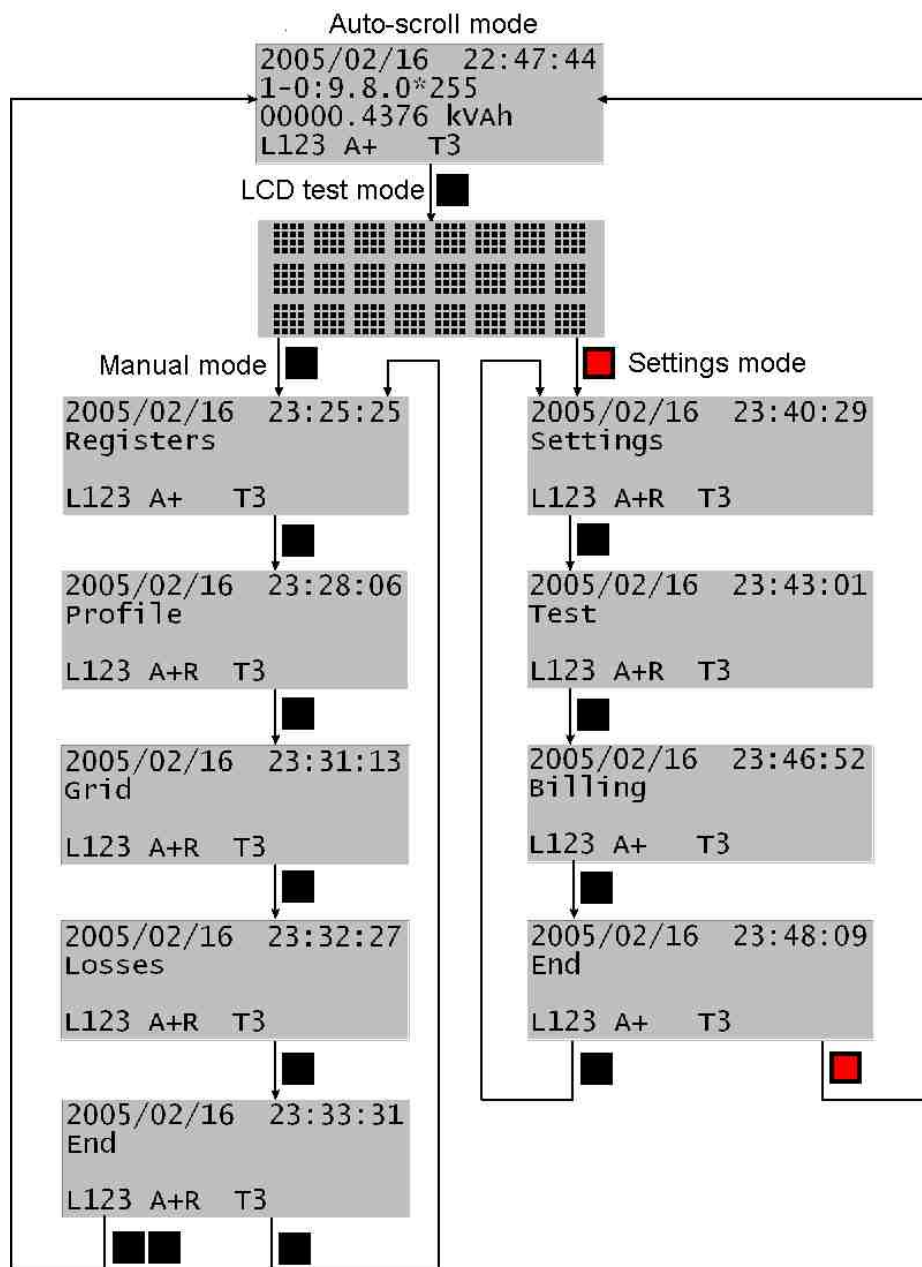 Auto-scroll mode
2005/02/16 22:47:44
1-0:9.8.0*255
00000.4376 kVAh
L123 A+ T3
LCD test mode
Manual mode
Settings mode
2005/02/16 23:25:25
Registers
L123 A+ T3
2005/02/16 23:28:06
Profile
L123 A+R T3
2005/02/16 23:31:13
Grid
L123 A+R T3
2005/02/16 23:32:27
Losses
L123 A+R T3
2005/02/16 23:33:31
End
L123 A+R T3
2005/02/16 23:40:29
Settings
L123 A+R T3
2005/02/16 23:43:01
Test
L123 A+R T3
2005/02/16 23:46:52
Billing
L123 A+ T3
2005/02/16 23:48:09
End
L123 A+ T3